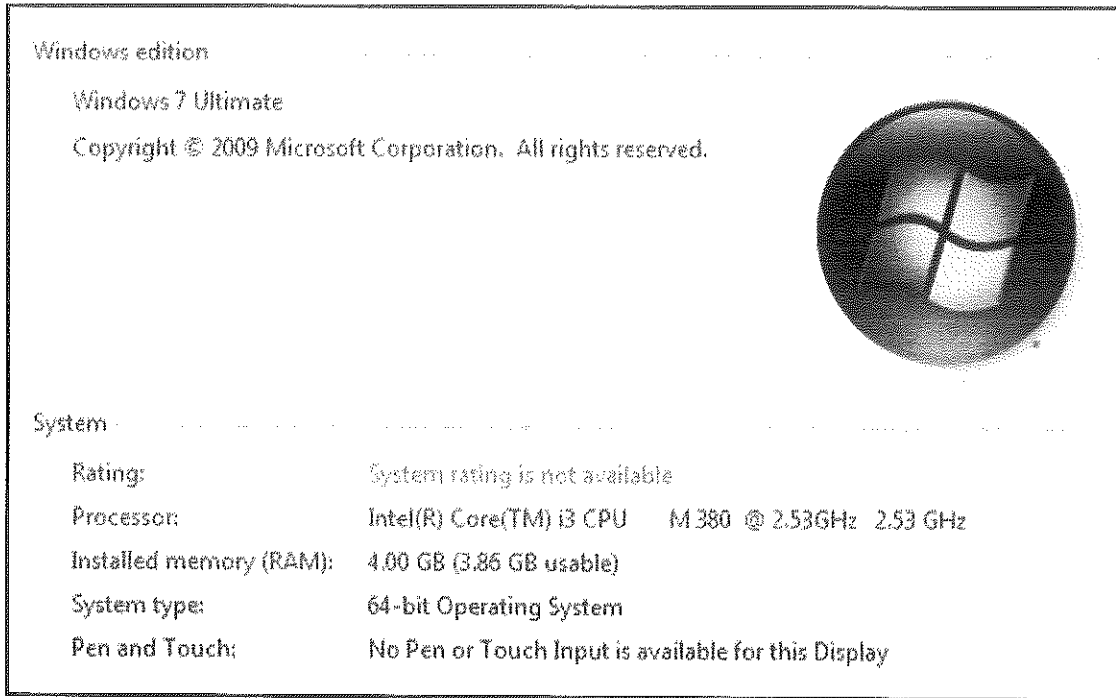 Windows edition
Windows 7 Ultimate
Copyright © 2009 Microsoft Corporation. All rights reserved.
System
Rating: System rating is not available
Processor: Intel(R) Core(TM) i3 CPU M 380 @ 2.53GHz 2.53 GHz
Installed memory (RAM): 4.00 GB (3.86 GB usable)
System type: 64-bit Operating System
Pen and Touch: No Pen or Touch Input is available for this Display